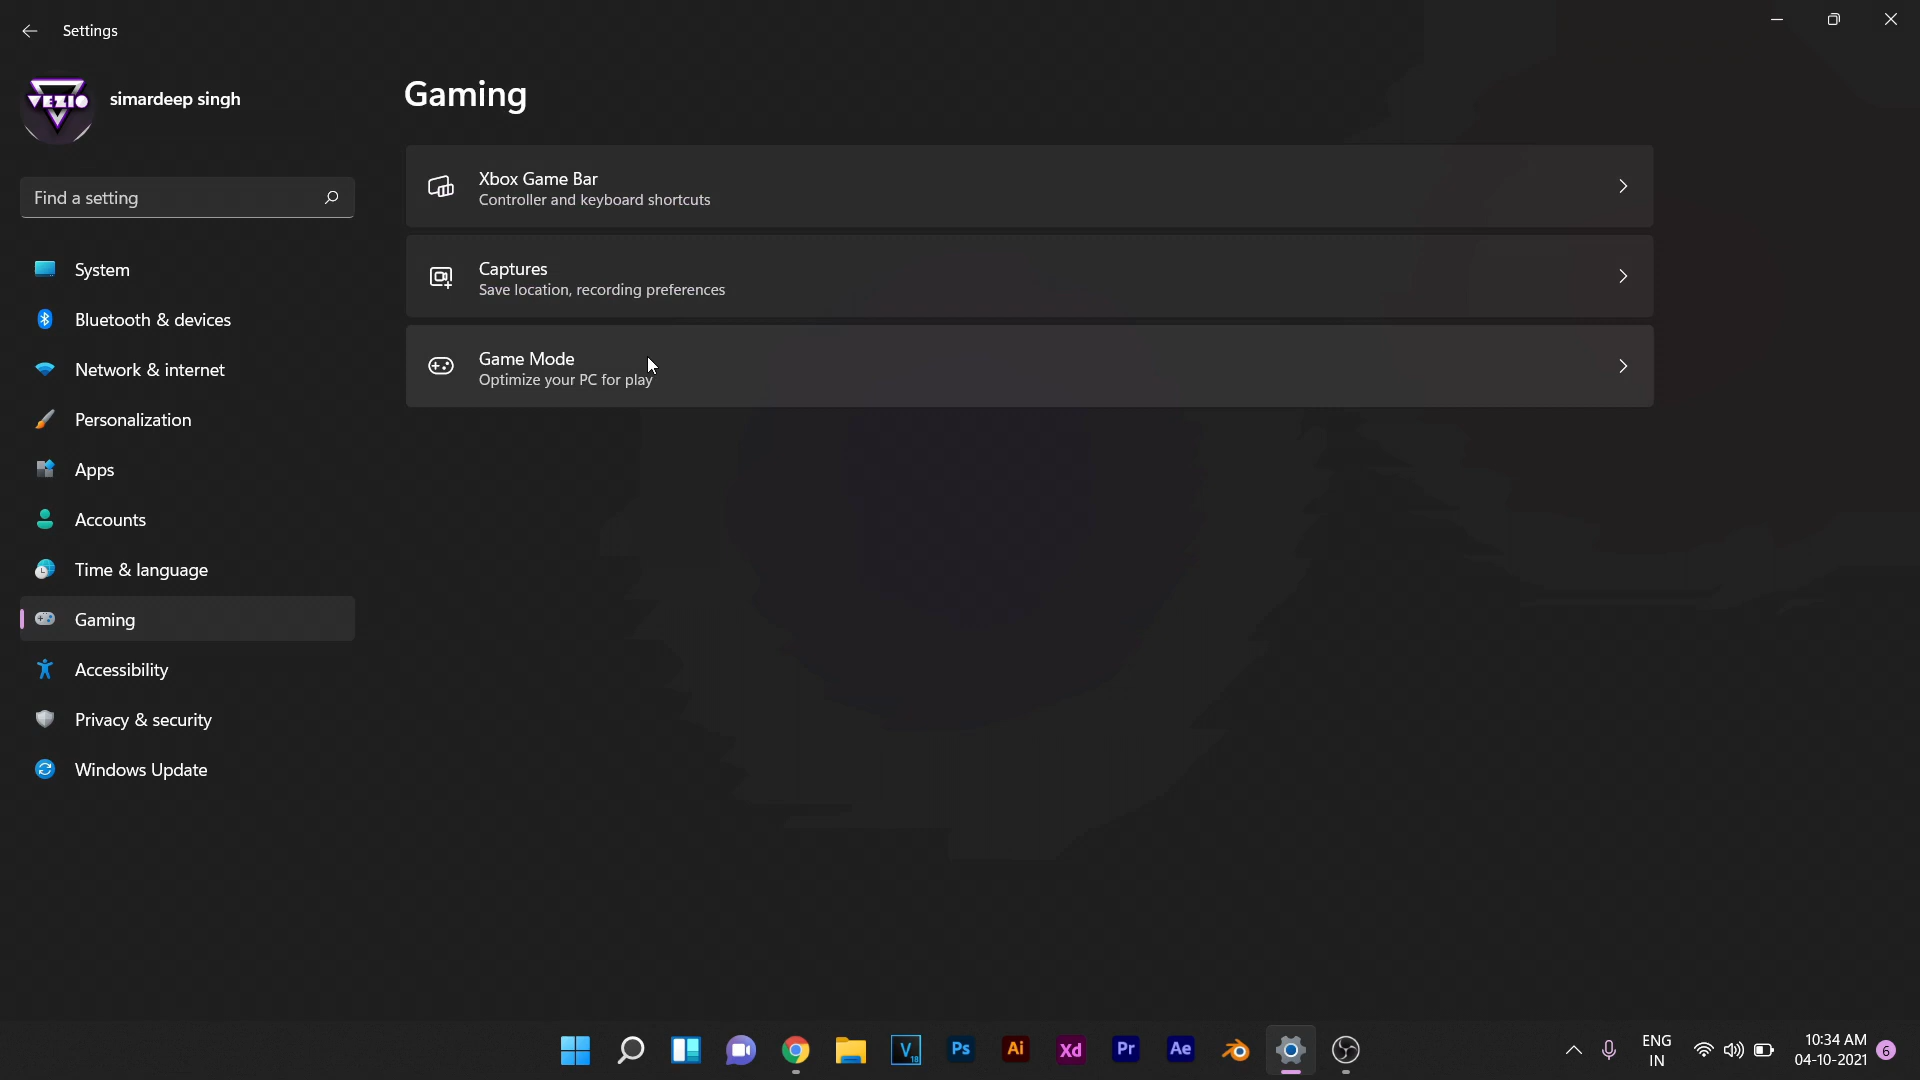 Settings
VEZIO
simardeep singh
Find a setting
System
Bluetooth & devices
Network & internet
Personalization
Apps
Accounts
Time & language
Gaming
Accessibility
Privacy & security
Windows Update
Gaming
Xbox Game Bar
Controller and keyboard shortcuts
Captures
Save location, recording preferences
Game Mode
Optimize your PC for play
V
18
Ps
Ai
Xd
Pr
Ae
ENG
IN
10:34 AM
04-10-2021
6